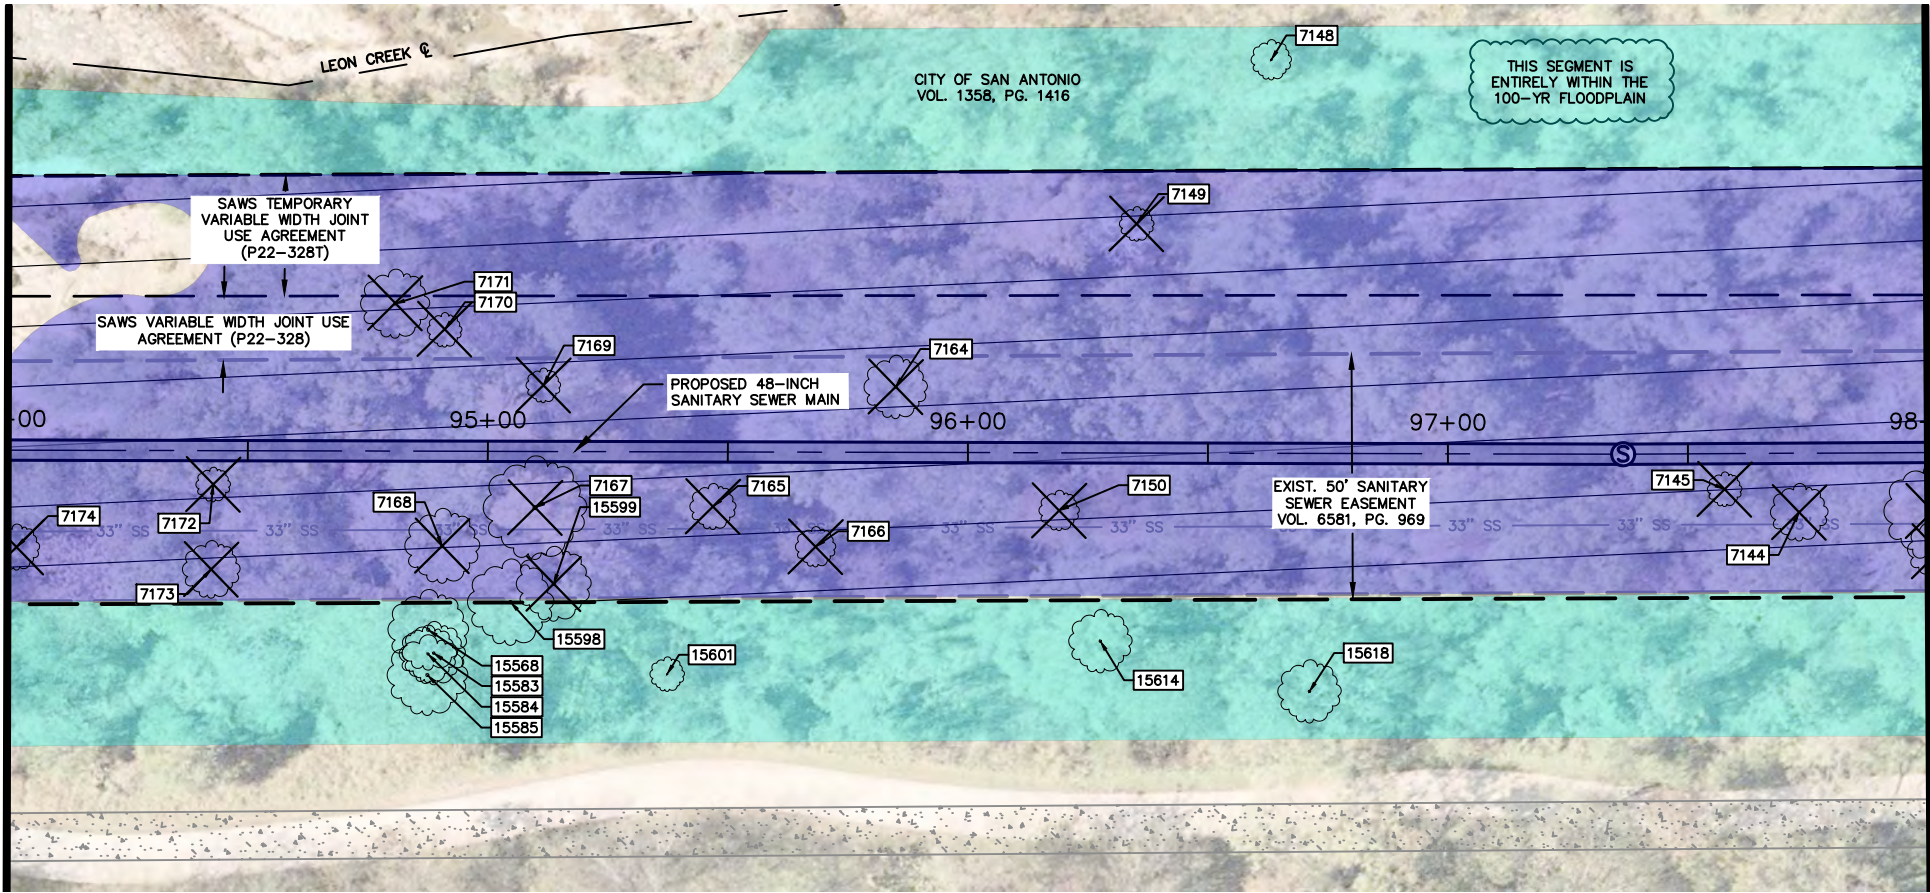 LEON CREEK ℄
7148
CITY OF SAN ANTONIO
VOL. 1358, PG. 1416
THIS SEGMENT IS
ENTIRELY WITHIN THE
100-YR FLOODPLAIN
SAWS TEMPORARY
VARIABLE WIDTH JOINT
USE AGREEMENT
(P22-328T)
7149
7171
7170
SAWS VARIABLE WIDTH JOINT USE
AGREEMENT (P22-328)
7169
7164
PROPOSED 48-INCH
SANITARY SEWER MAIN
-00
95+00
96+00
97+00
98-
S
7174
7172
7168
7167
15599
7165
7166
7150
EXIST. 50' SANITARY
SEWER EASEMENT
VOL. 6581, PG. 969
7145
7144
33" SS
33" SS
33" SS
33" SS
33" SS
33" SS
33" SS
33" SS
33" SS
7173
15598
15568
15583
15584
15585
15601
15614
15618